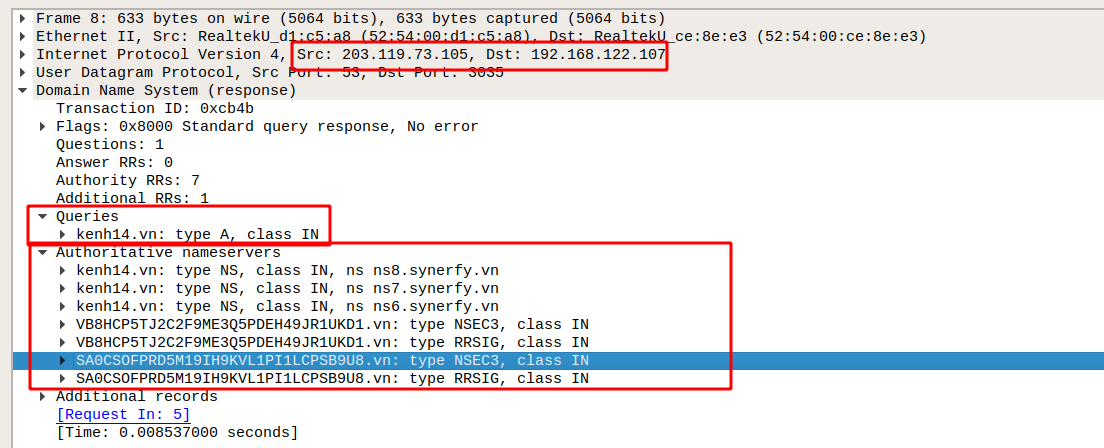 Frame 8: 633 bytes on wire (5064 bits), 633 bytes captured (5064 bits)
Ethernet II, Src: RealtekU_d1:c5:a8 (52:54:00:d1:c5:a8), Dst: RealtekU_ce:8e:e3 (52:54:00:ce:8e:e3)
Internet Protocol Version 4, Src: 203.119.73.105, Dst: 192.168.122.107
User Datagram Protocol, Src Port: 53, Dst Port: 3035
Domain Name System (response)
Transaction ID: 0xcb4b
Flags: 0x8000 Standard query response, No error
Questions: 1
Answer RRs: 0
Authority RRs: 7
Additional RRs: 1
Queries
kenh14.vn: type A, class IN
Authoritative nameservers
kenh14.vn: type NS, class IN, ns ns8.synerfy.vn
kenh14.vn: type NS, class IN, ns ns7.synerfy.vn
kenh14.vn: type NS, class IN, ns ns6.synerfy.vn
VB8HCP5TJ2C2F9ME3Q5PDEH49JR1UKD1.vn: type NSEC3, class IN
VB8HCP5TJ2C2F9ME3Q5PDEH49JR1UKD1.vn: type RRSIG, class IN
SA0CSOFPRD5M19IH9KVL1PI1LCPSB9U8.vn: type NSEC3, class IN
SA0CSOFPRD5M19IH9KVL1PI1LCPSB9U8.vn: type RRSIG, class IN
Additional records
[Request In: 5]
[Time: 0.008537000 seconds]